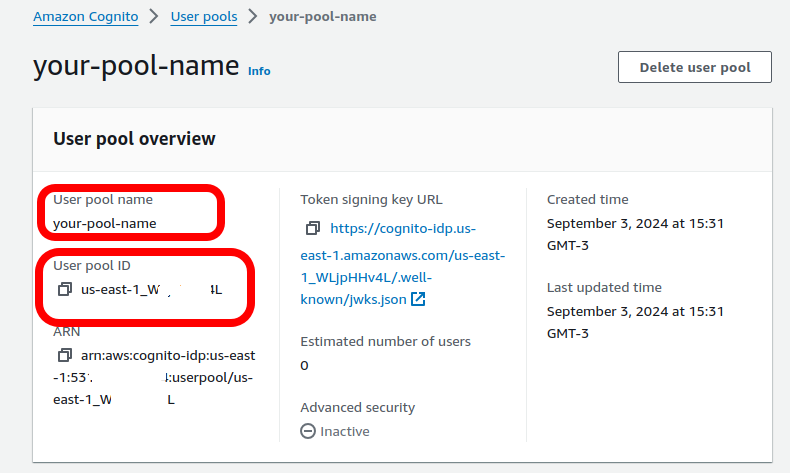 Amazon Cognito > User pools > your-pool-name
your-pool-name Info
Delete user pool
User pool overview
User pool name
your-pool-name
User pool ID
us-east-1_W 4L
ARN
arn:aws:cognito-idp:us-east
-1:53 :userpool/us-
east-1_W L
Token signing key URL
https://cognito-idp.us-
east-1.amazonaws.com/us-east-
1_WLjpHHv4L/.well-
known/jwks.json
Estimated number of users
0
Advanced security
Inactive
Created time
September 3, 2024 at 15:31
GMT-3
Last updated time
September 3, 2024 at 15:31
GMT-3